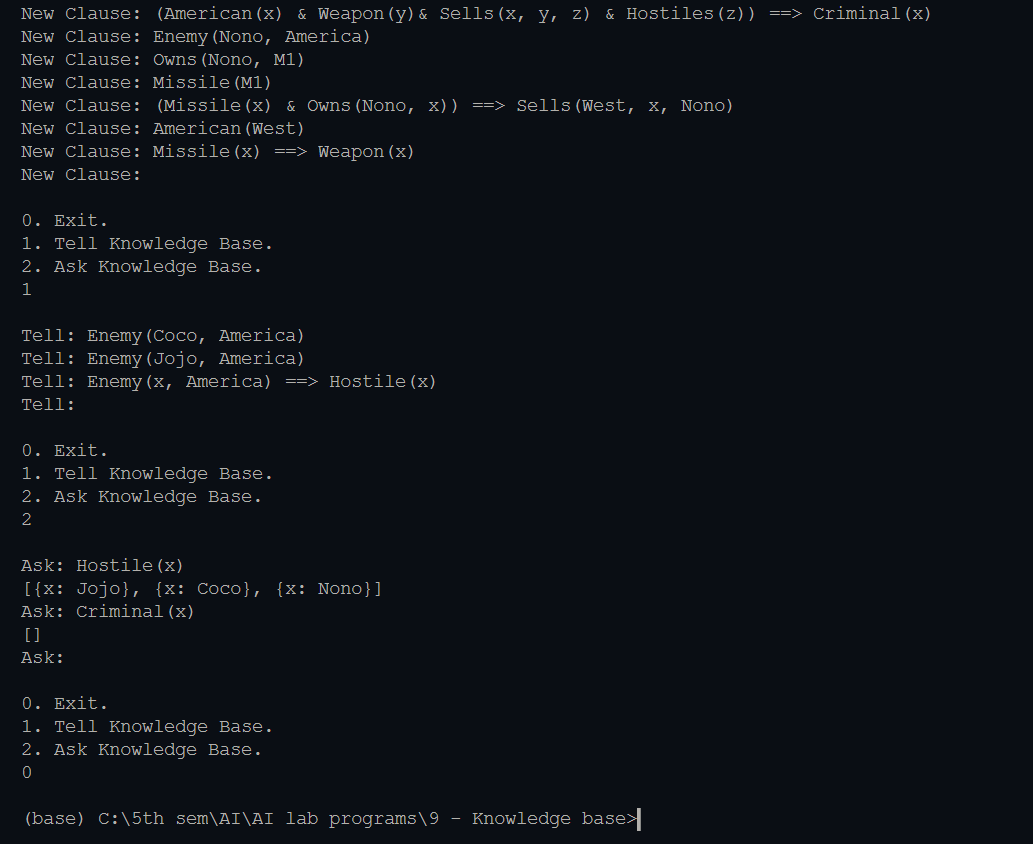 New Clause: (American(x) & Weapon(y)& Sells(x, y, z) & Hostiles(z)) ==> Criminal(x)
New Clause: Enemy(Nono, America)
New Clause: Owns(Nono, M1)
New Clause: Missile(M1)
New Clause: (Missile(x) & Owns(Nono, x)) ==> Sells(West, x, Nono)
New Clause: American(West)
New Clause: Missile(x) ==> Weapon(x)
New Clause:
0. Exit.
1. Tell Knowledge Base.
2. Ask Knowledge Base.
1
Tell: Enemy(Coco, America)
Tell: Enemy(Jojo, America)
Tell: Enemy(x, America) ==> Hostile(x)
Tell:
0. Exit.
1. Tell Knowledge Base.
2. Ask Knowledge Base.
2
Ask: Hostile(x)
[{x: Jojo}, {x: Coco}, {x: Nono}]
Ask: Criminal(x)
[]
Ask:
0. Exit.
1. Tell Knowledge Base.
2. Ask Knowledge Base.
0
(base) C:\5th sem\AI\AI lab programs\9 - Knowledge base>